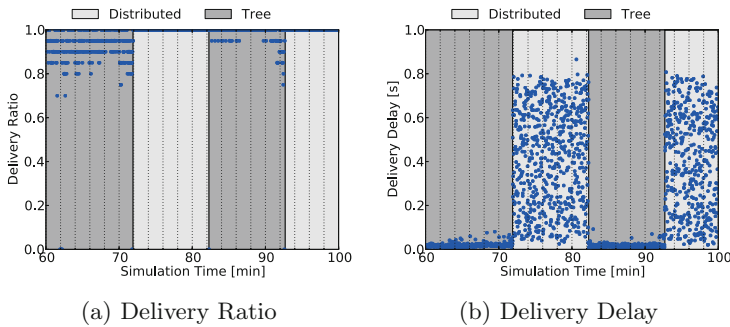 Distributed Tree
1.0
0.8
0.6
0.4
0.2
0.0
Delivery Ratio
60 70 80 90 100
Simulation Time [min]
(a) Delivery Ratio
Distributed Tree
1.0
0.8
0.6
0.4
0.2
0.0
Delivery Delay [s]
60 70 80 90 100
Simulation Time [min]
(b) Delivery Delay